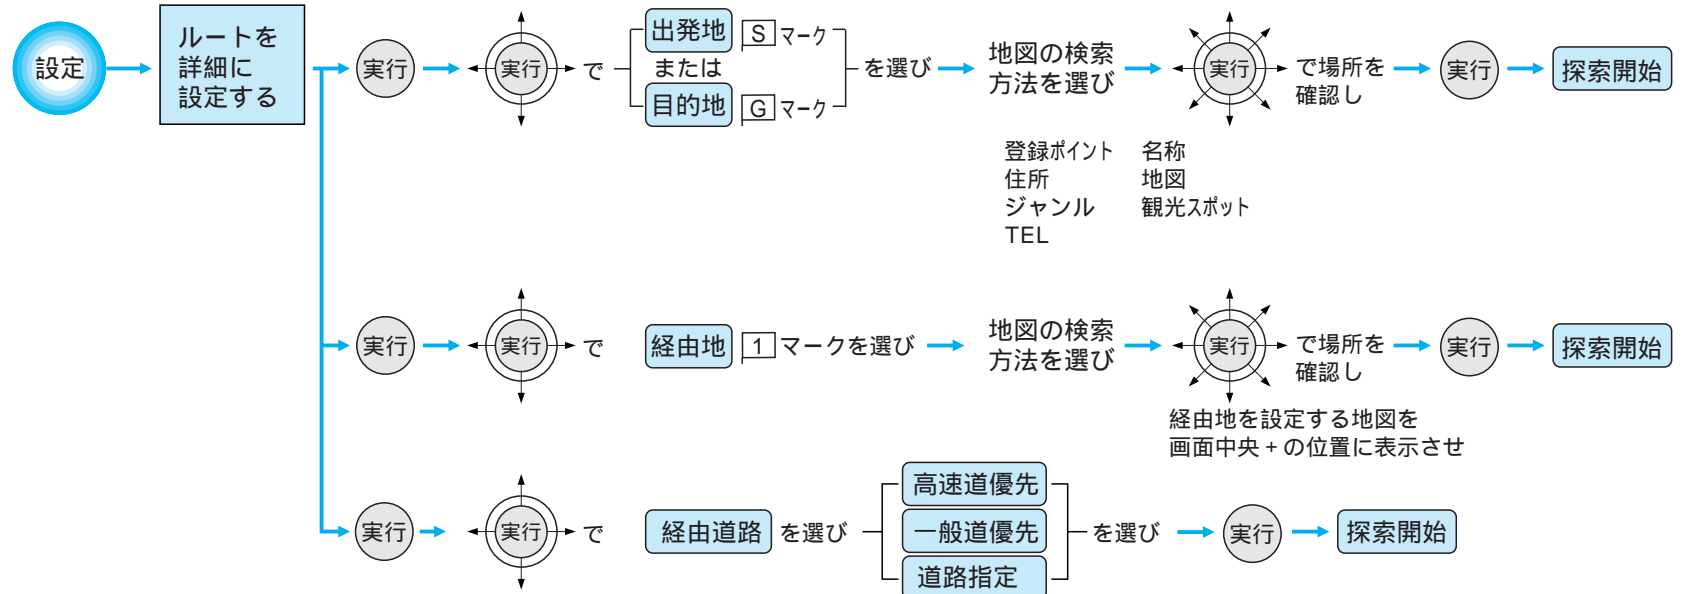 設定
ルートを
詳細に
設定する
実行
実行
で
出発地 Sマーク
または
目的地 Gマーク
を選び
地図の検索
方法を選び
実行
で場所を
確認し
実行
探索開始
登録ポイント 名称
住所 地図
ジャンル 観光スポット
TEL
実行
実行
で
経由地 1マークを選び
地図の検索
方法を選び
実行
で場所を
確認し
実行
探索開始
経由地を設定する地図を
画面中央+の位置に表示させ
実行
実行
で
経由道路 を選び
高速道優先
一般道優先
道路指定
を選び
実行
探索開始